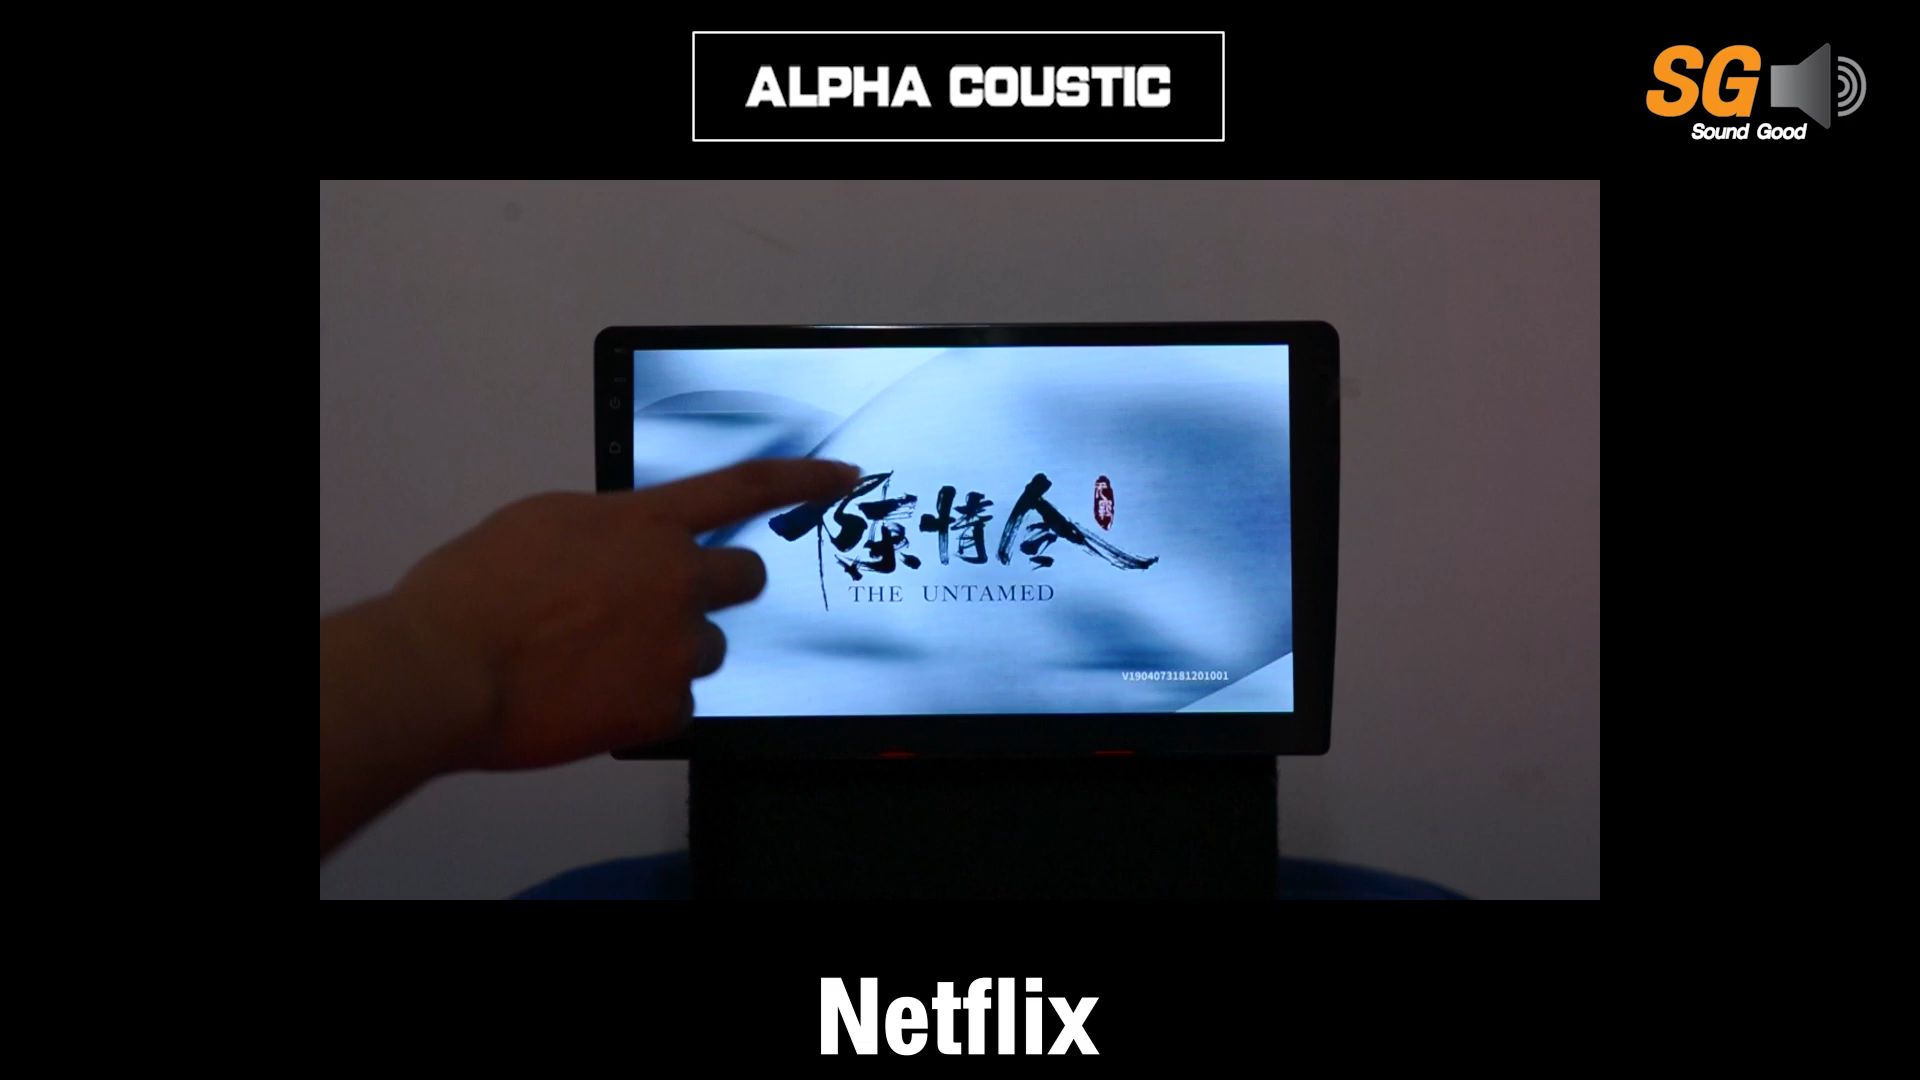 ALPHA COUSTIC
SG
Sound Good
陈情令
THE UNTAMED
V1904073181201001
Netflix